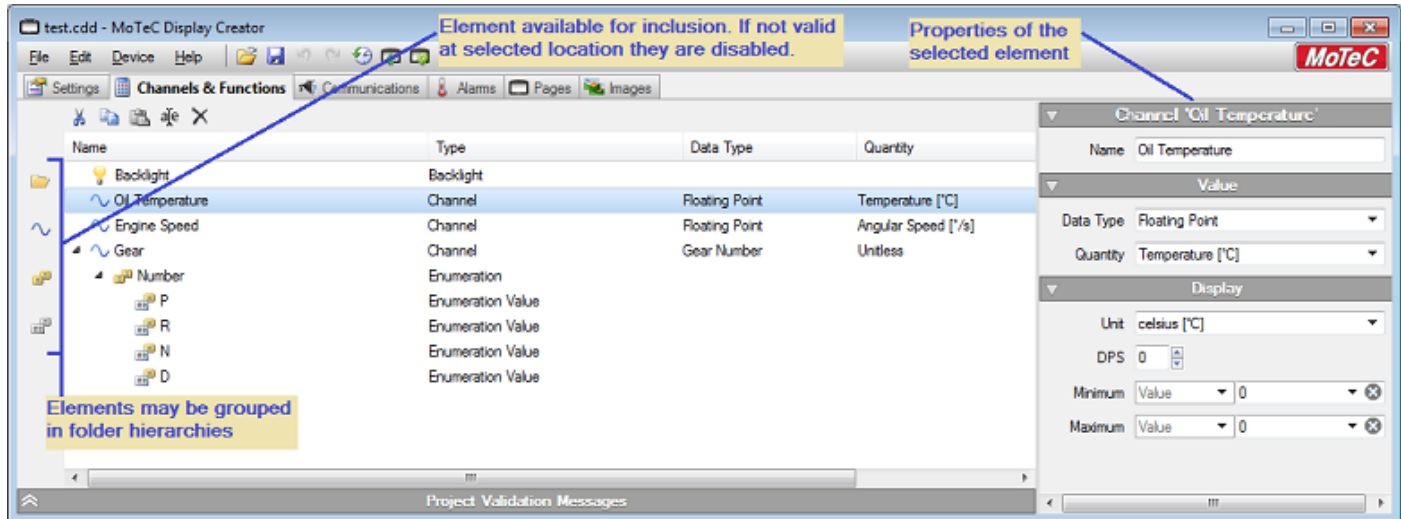 test.cdd - MoTeC Display Creator
Element available for inclusion. If not valid
at selected location they are disabled.
Properties of the
selected element
File Edit Device Help
MoTeC
Settings Channels & Functions Communications Alarms Pages Images
Channel 'Oil Temperature'
Name Type Data Type Quantity
Name Oil Temperature
Backlight Backlight
Value
Oil Temperature Channel Floating Point Temperature [°C]
Engine Speed Channel Floating Point Angular Speed [°/s]
Data Type Floating Point
Gear Channel Gear Number Unitless
Quantity Temperature [°C]
Number Enumeration
Display
P Enumeration Value
R Enumeration Value
Unit celsius [°C]
N Enumeration Value
DPS 0
D Enumeration Value
Minimum Value 0
Elements may be grouped
in folder hierarchies
Maximum Value 0
Project Validation Messages